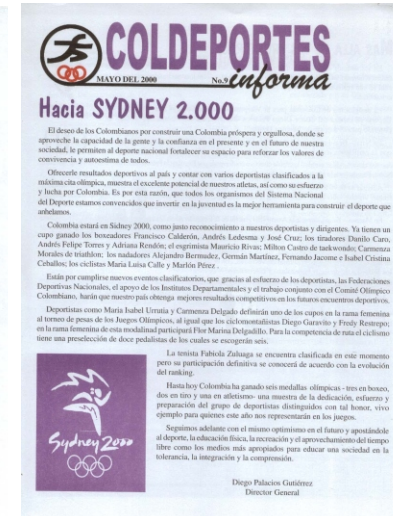 COLDEPORTES
MAYO DEL 2000 No.9 informa
Hacia SYDNEY 2.000
El deseo de los Colombianos por construir una Colombia próspera y orgullosa, donde se
aproveche la capacidad de la gente y la confianza en el presente y en el futuro de nuestra
sociedad, le permiten al deporte nacional fortalecer su espacio para reforzar los valores de
convivencia y autoestima de todos.
Ofrecerle resultados deportivos al país y contar con varios deportistas clasificados a la
máxima cita olímpica, muestra el excelente potencial de nuestros atletas, así como su esfuerzo
y lucha por Colombia. Es por esta razón, que todos los organismos del Sistema Nacional
del Deporte estamos convencidos que invertir en la juventud es la mejor herramienta para construir el deporte que
anhelamos.
Colombia estará en Sidney 2000, como justo reconocimiento a nuestros deportistas y dirigentes. Ya tienen un
cupo ganado los boxeadores Francisco Calderón, Andrés Ledesma y José Cruz; los tiradores Danilo Caro,
Andrés Felipe Torres y Adriana Rendón; el esgrimista Mauricio Rivas; Milton Castro de taekwondo; Carmenza
Morales de triathlon; los nadadores Alejandro Bermudez, Germán Martínez, Fernando Jacome e Isabel Cristina
Ceballos; los ciclistas María Luisa Calle y Marlón Pérez .
Están por cumplirse nuevos eventos clasificatorios, que gracias al esfuerzo de los deportistas, las Federaciones
Deportivas Nacionales, el apoyo de los Institutos Departamentales y el trabajo conjunto con el Comité Olímpico
Colombiano, harán que nuestro país obtenga mejores resultados competitivos en los futuros encuentros deportivos.
Deportistas como María Isabel Urrutia y Carmenza Delgado definirán uno de los cupos en la rama femenina
al torneo de pesas de los Juegos Olímpicos, al igual que los ciclomontañistas Diego Garavito y Fredy Restrepo;
en la rama femenina de esta modalidad participará Flor Marina Delgadillo. Para la competencia de ruta el ciclismo
tiene una preselección de doce pedalistas de los cuales se escogerán seis.
La tenista Fabiola Zuluaga se encuentra clasificada en este momento
pero su participación definitiva se conocerá de acuerdo con la evolución
del ranking.
Hasta hoy Colombia ha ganado seis medallas olímpicas - tres en boxeo,
dos en tiro y una en atletismo- una muestra de la dedicación, esfuerzo y
preparación del grupo de deportistas distinguidos con tal honor, vivo
ejemplo para quienes este año nos representarán en los juegos.
Seguimos adelante con el mismo optimismo en el futuro y apostándole
al deporte, la educación física, la recreación y el aprovechamiento del tiempo
libre como los medios más apropiados para educar una sociedad en la
tolerancia, la integración y la comprensión.
Sydney 2000
Diego Palacios Gutiérrez
Director General